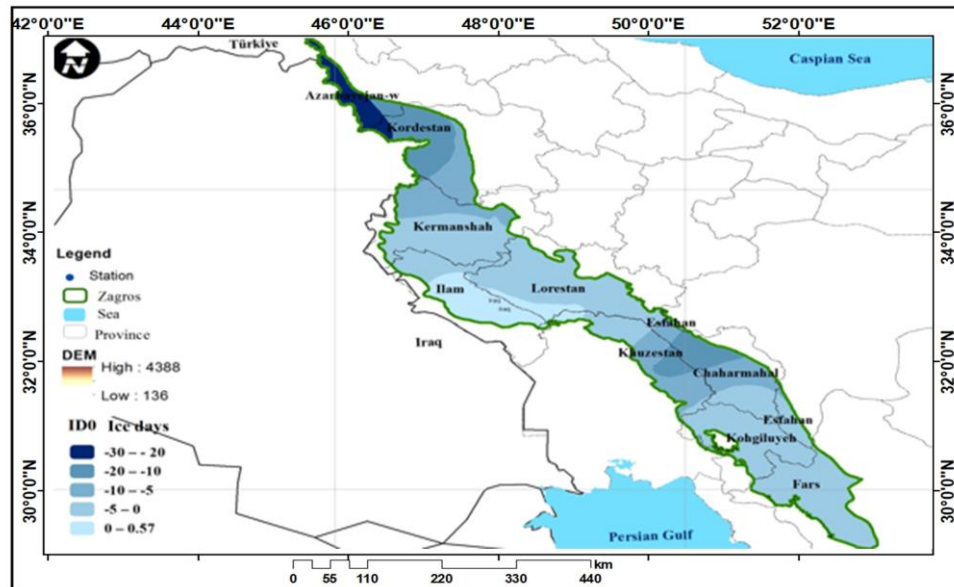 42°0'0"E 44°0'0"E 46°0'0"E 48°0'0"E 50°0'0"E 52°0'0"E
Türkiye
Caspian Sea
N
36°0'0"N
36°0'0"N
Azarbayejan-w
Kordestan
34°0'0"N
34°0'0"N
Kermanshah
Ilam
Lorestan
Iraq
Iraq
Iraq
Esfahan
Khuzestan
Chaharmahal
32°0'0"N
32°0'0"N
Esfahan
Kohgiluyeh
Fars
30°0'0"N
30°0'0"N
Persian Gulf
Legend
Station
Zagros
Sea
Province
DEM
High : 4388
Low : 136
ID0 Ice days
-30 – - 20
-20 – -10
-10 – -5
-5 – 0
0 – 0.57
km
0 55 110 220 330 440